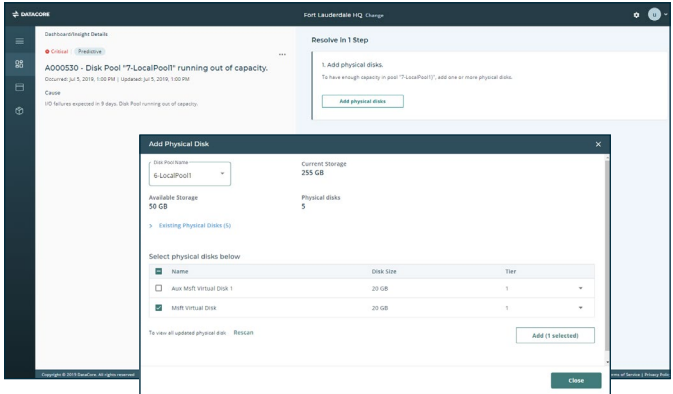 DATACORE
Fort Lauderdale HQ Change
U
Dashboard/Insight Details
Critical Predictive
...
A000530 - Disk Pool "7-LocalPool1" running out of capacity.
Occurred: Jul 5, 2019, 1:00 PM | Updated: Jul 5, 2019, 1:00 PM
Cause
I/O failures expected in 9 days. Disk Pool running out of capacity.
Resolve in 1 Step
1. Add physical disks.
To have enough capacity in pool "7-LocalPool1)", add one or more physical disks.
Add physical disks
Add Physical Disk
Disk Pool Name
6-LocalPool1
Current Storage
255 GB
Available Storage
50 GB
Physical disks
5
Existing Physical Disks (5)
Select physical disks below
Name Disk Size Tier
Aux Msft Virtual Disk 1 20 GB 1
Msft Virtual Disk 20 GB 1
To view all updated physical disk Rescan
Add (1 selected)
Close
Copyright © 2019 DataCore. All rights reserved
of Service | Privacy